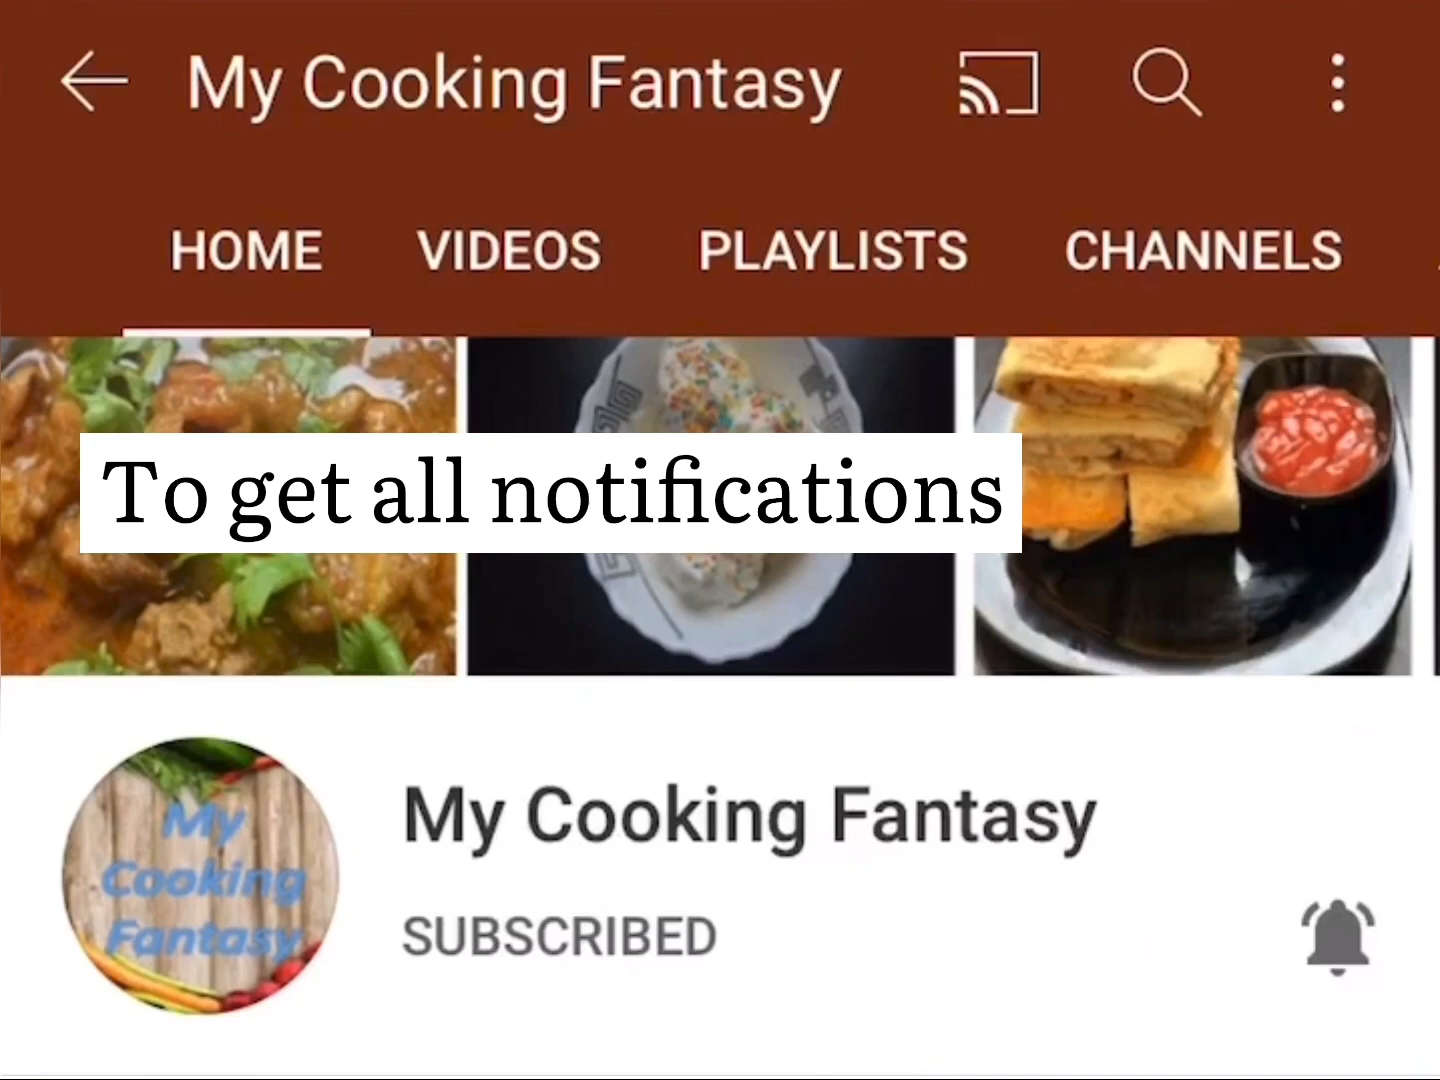 My Cooking Fantasy
HOME VIDEOS PLAYLISTS CHANNELS
To get all notifications
My
Cooking
Fantasy
My Cooking Fantasy
SUBSCRIBED